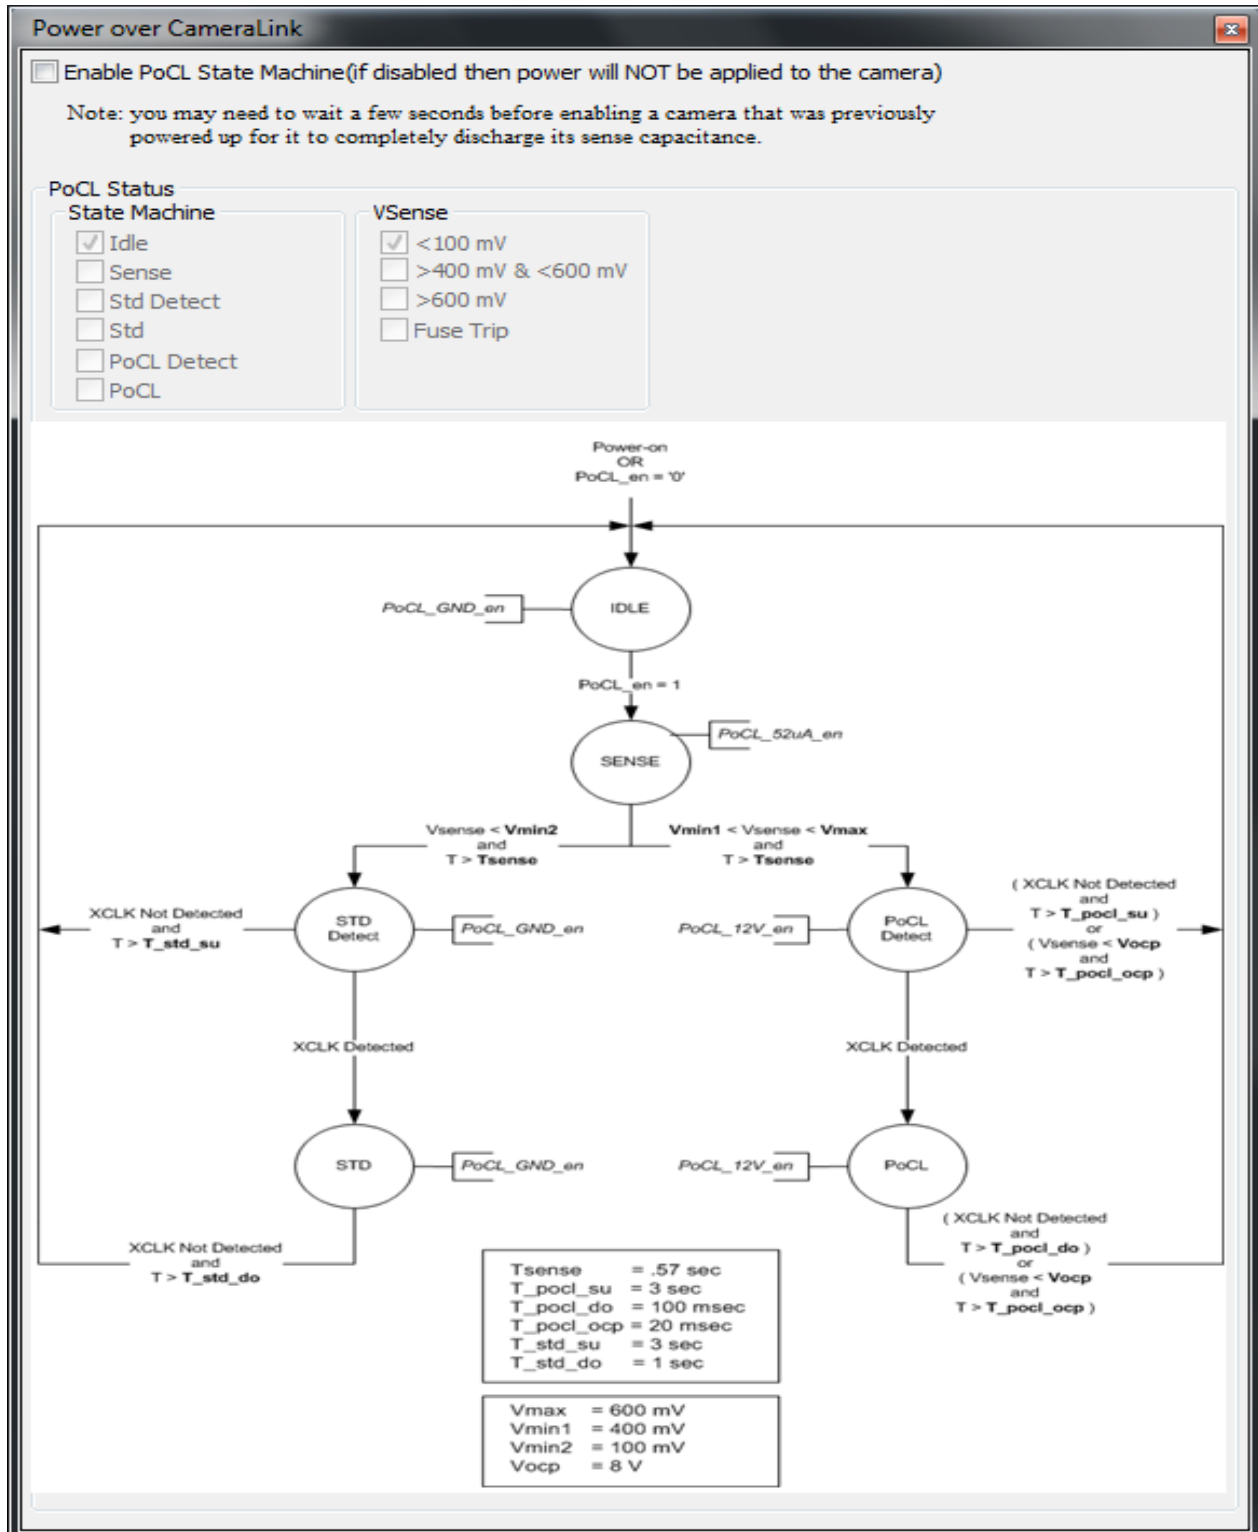 Power over CameraLink
Enable PoCL State Machine(if disabled then power will NOT be applied to the camera)
Note: you may need to wait a few seconds before enabling a camera that was previously
powered up for it to completely discharge its sense capacitance.
PoCL Status
State Machine
Idle
Sense
Std Detect
Std
PoCL Detect
PoCL
VSense
<100 mV
>400 mV & <600 mV
>600 mV
Fuse Trip
Power-on
OR
PoCL_en = '0'
PoCL_GND_en
IDLE
PoCL_en = 1
SENSE
PoCL_52uA_en
Vsense < Vmin2
and
T > Tsense
Vmin1 < Vsense < Vmax
and
T > Tsense
XCLK Not Detected
and
T > T_std_su
STD
Detect
PoCL_GND_en
PoCL_12V_en
PoCL
Detect
( XCLK Not Detected
and
T > T_pocl_su )
or
( Vsense < Vocp
and
T > T_pocl_ocp )
XCLK Detected
XCLK Detected
STD
PoCL_GND_en
PoCL_12V_en
PoCL
XCLK Not Detected
and
T > T_std_do
( XCLK Not Detected
and
T > T_pocl_do )
or
( Vsense < Vocp
and
T > T_pocl_ocp )
Tsense = .57 sec
T_pocl_su = 3 sec
T_pocl_do = 100 msec
T_pocl_ocp = 20 msec
T_std_su = 3 sec
T_std_do = 1 sec
Vmax = 600 mV
Vmin1 = 400 mV
Vmin2 = 100 mV
Vocp = 8 V